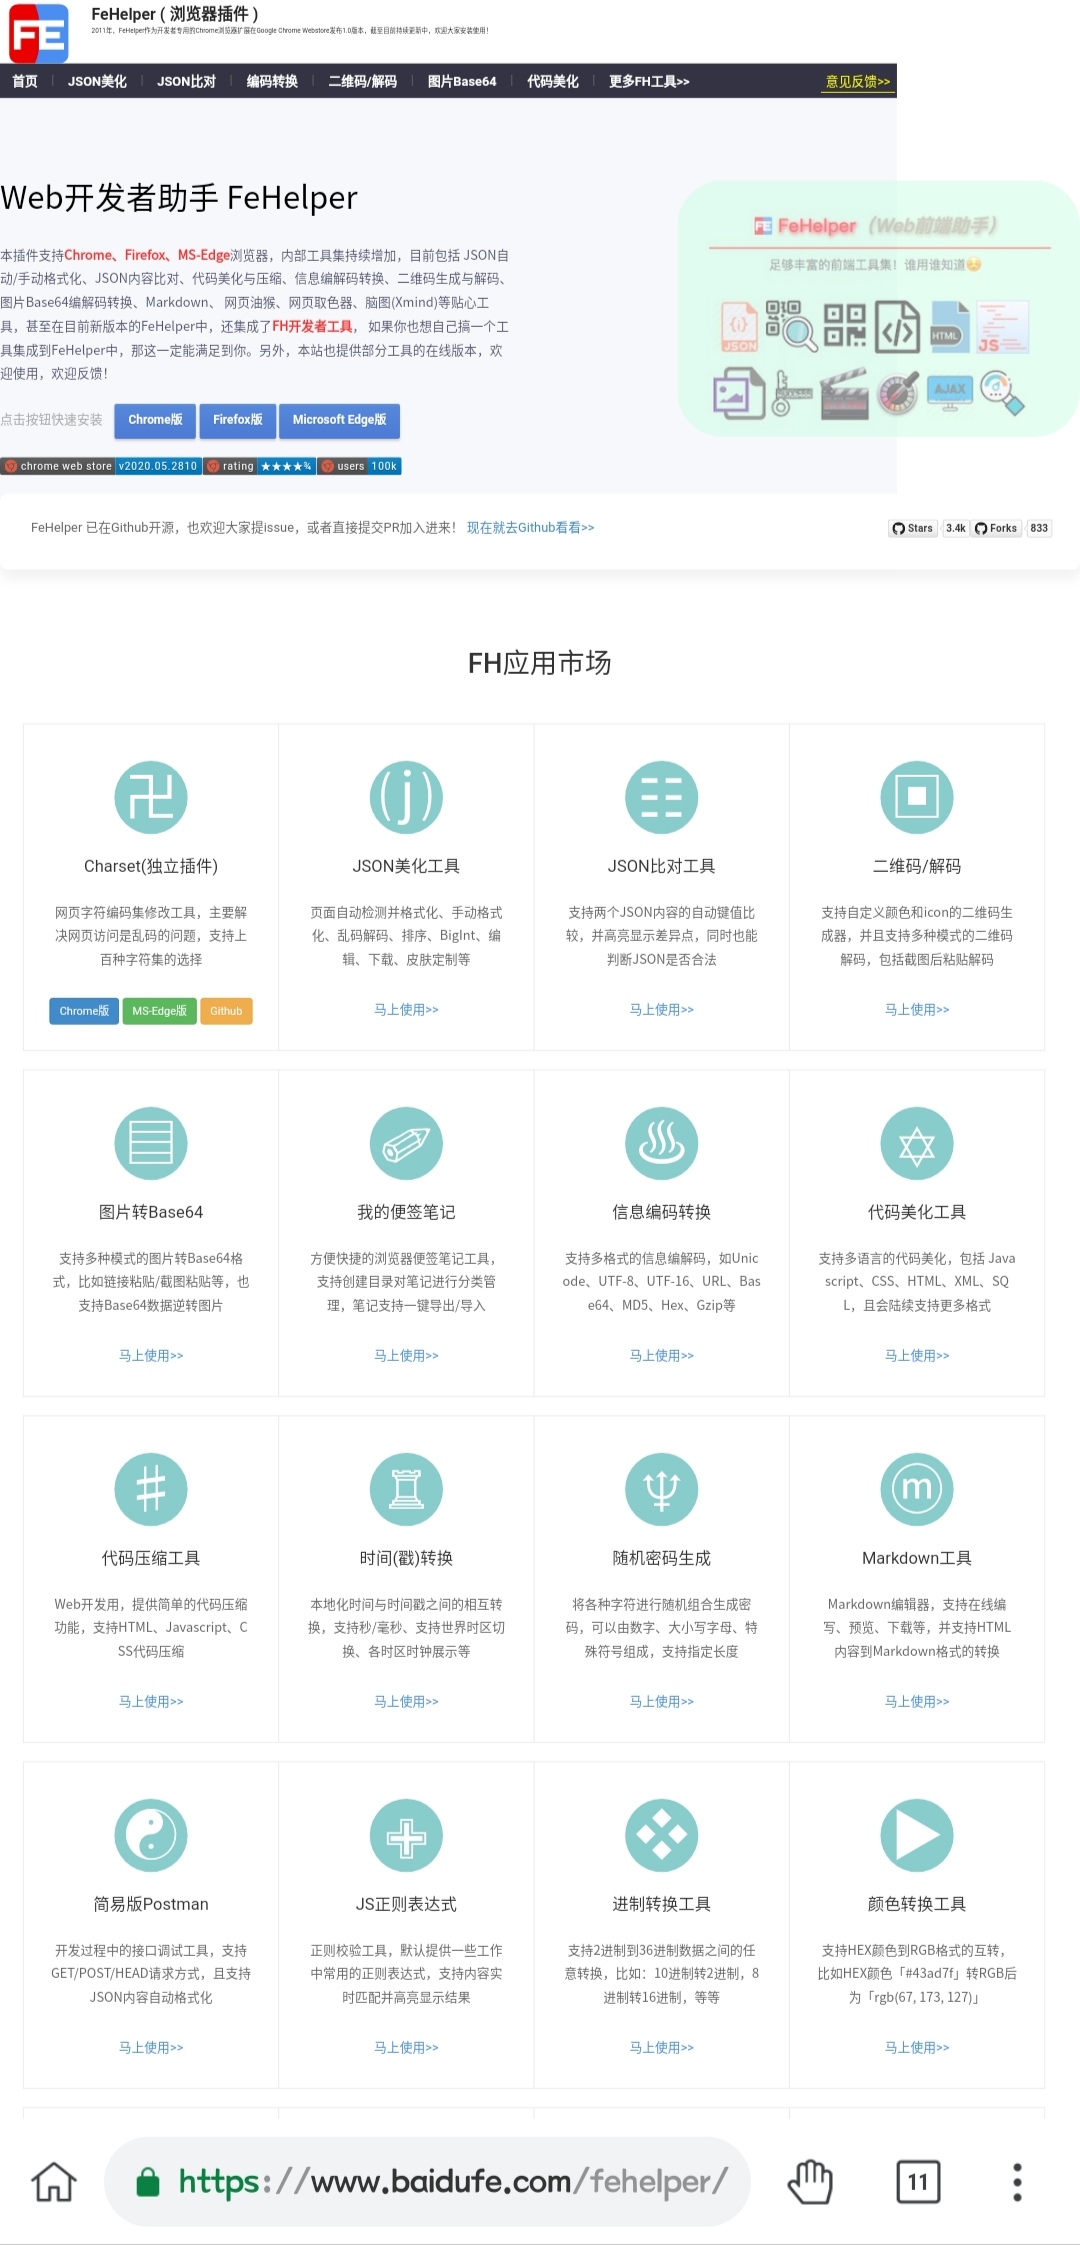 FeHelper ( 浏览器插件 )
2011年，FeHelper作为开发者专用的Chrome浏览器扩展在Google Chrome Webstore发布1.0版本，截至目前持续更新中，欢迎大家安装使用！
首页 JSON美化 JSON比对 编码转换 二维码/解码 图片Base64 代码美化 更多FH工具>> 意见反馈>>
Web开发者助手 FeHelper
本插件支持Chrome、Firefox、MS-Edge浏览器，内部工具集持续增加，目前包括 JSON自
动/手动格式化、JSON内容比对、代码美化与压缩、信息编解码转换、二维码生成与解码、
图片Base64编解码转换、Markdown、 网页油猴、网页取色器、脑图(Xmind)等贴心工
具，甚至在目前新版本的FeHelper中，还集成了FH开发者工具， 如果你也想自己搞一个工
具集成到FeHelper中，那这一定能满足到你。另外，本站也提供部分工具的在线版本，欢
迎使用，欢迎反馈！
点击按钮快速安装 Chrome版 Firefox版 Microsoft Edge版
chrome web store v2020.05.2810 rating ★★★★¾ users 100k
FE FeHelper（Web前端助手）
足够丰富的前端工具集！谁用谁知道
JSON HTML JS
AJAX
FeHelper 已在Github开源，也欢迎大家提issue，或者直接提交PR加入进来！ 现在就去Github看看>> Stars 3.4k Forks 833
FH应用市场
Charset(独立插件)
网页字符编码集修改工具，主要解
决网页访问是乱码的问题，支持上
百种字符集的选择
Chrome版 MS-Edge版 Github
JSON美化工具
页面自动检测并格式化、手动格式
化、乱码解码、排序、BigInt、编
辑、下载、皮肤定制等
马上使用>>
JSON比对工具
支持两个JSON内容的自动键值比
较，并高亮显示差异点，同时也能
判断JSON是否合法
马上使用>>
二维码/解码
支持自定义颜色和icon的二维码生
成器，并且支持多种模式的二维码
解码，包括截图后粘贴解码
马上使用>>
图片转Base64
支持多种模式的图片转Base64格
式，比如链接粘贴/截图粘贴等，也
支持Base64数据逆转图片
马上使用>>
我的便签笔记
方便快捷的浏览器便签笔记工具，
支持创建目录对笔记进行分类管
理，笔记支持一键导出/导入
马上使用>>
信息编码转换
支持多格式的信息编解码，如Unic
ode、UTF-8、UTF-16、URL、Bas
e64、MD5、Hex、Gzip等
马上使用>>
代码美化工具
支持多语言的代码美化，包括 Java
script、CSS、HTML、XML、SQ
L，且会陆续支持更多格式
马上使用>>
代码压缩工具
Web开发用，提供简单的代码压缩
功能，支持HTML、Javascript、C
SS代码压缩
马上使用>>
时间(戳)转换
本地化时间与时间戳之间的相互转
换，支持秒/毫秒、支持世界时区切
换、各时区时钟展示等
马上使用>>
随机密码生成
将各种字符进行随机组合生成密
码，可以由数字、大小写字母、特
殊符号组成，支持指定长度
马上使用>>
Markdown工具
Markdown编辑器，支持在线编
写、预览、下载等，并支持HTML
内容到Markdown格式的转换
马上使用>>
简易版Postman
开发过程中的接口调试工具，支持
GET/POST/HEAD请求方式，且支持
JSON内容自动格式化
马上使用>>
JS正则表达式
正则校验工具，默认提供一些工作
中常用的正则表达式，支持内容实
时匹配并高亮显示结果
马上使用>>
进制转换工具
支持2进制到36进制数据之间的任
意转换，比如：10进制转2进制，8
进制转16进制，等等
马上使用>>
颜色转换工具
支持HEX颜色到RGB格式的互转，
比如HEX颜色「#43ad7f」转RGB后
为「rgb(67, 173, 127)」
马上使用>>
https://www.baidufe.com/fehelper/ 11